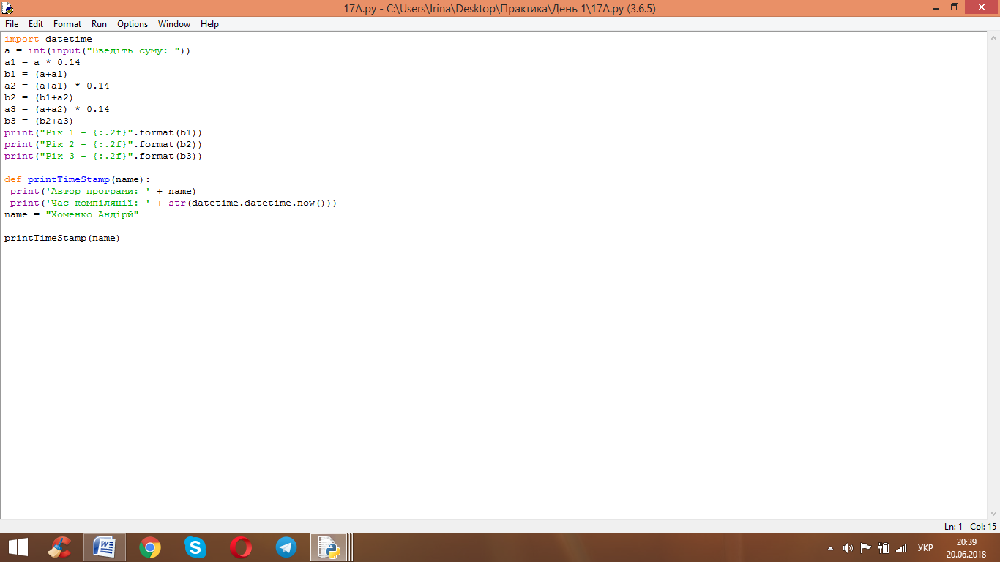 17A.py - C:\Users\Irina\Desktop\Практика\День 1\17A.py (3.6.5)
File Edit Format Run Options Window Help
import datetime
a = int(input("Введіть суму: "))
a1 = a * 0.14
b1 = (a+a1)
a2 = (a+a1) * 0.14
b2 = (b1+a2)
a3 = (a+a2) * 0.14
b3 = (b2+a3)
print("Рік 1 - {:.2f}".format(b1))
print("Рік 2 - {:.2f}".format(b2))
print("Рік 3 - {:.2f}".format(b3))
def printTimeStamp(name):
print('Автор програми: ' + name)
print('Час компіляції: ' + str(datetime.datetime.now()))
name = "Хоменко Андірй"
printTimeStamp(name)
Ln: 1 Col: 15
УКР
20:39
20.06.2018